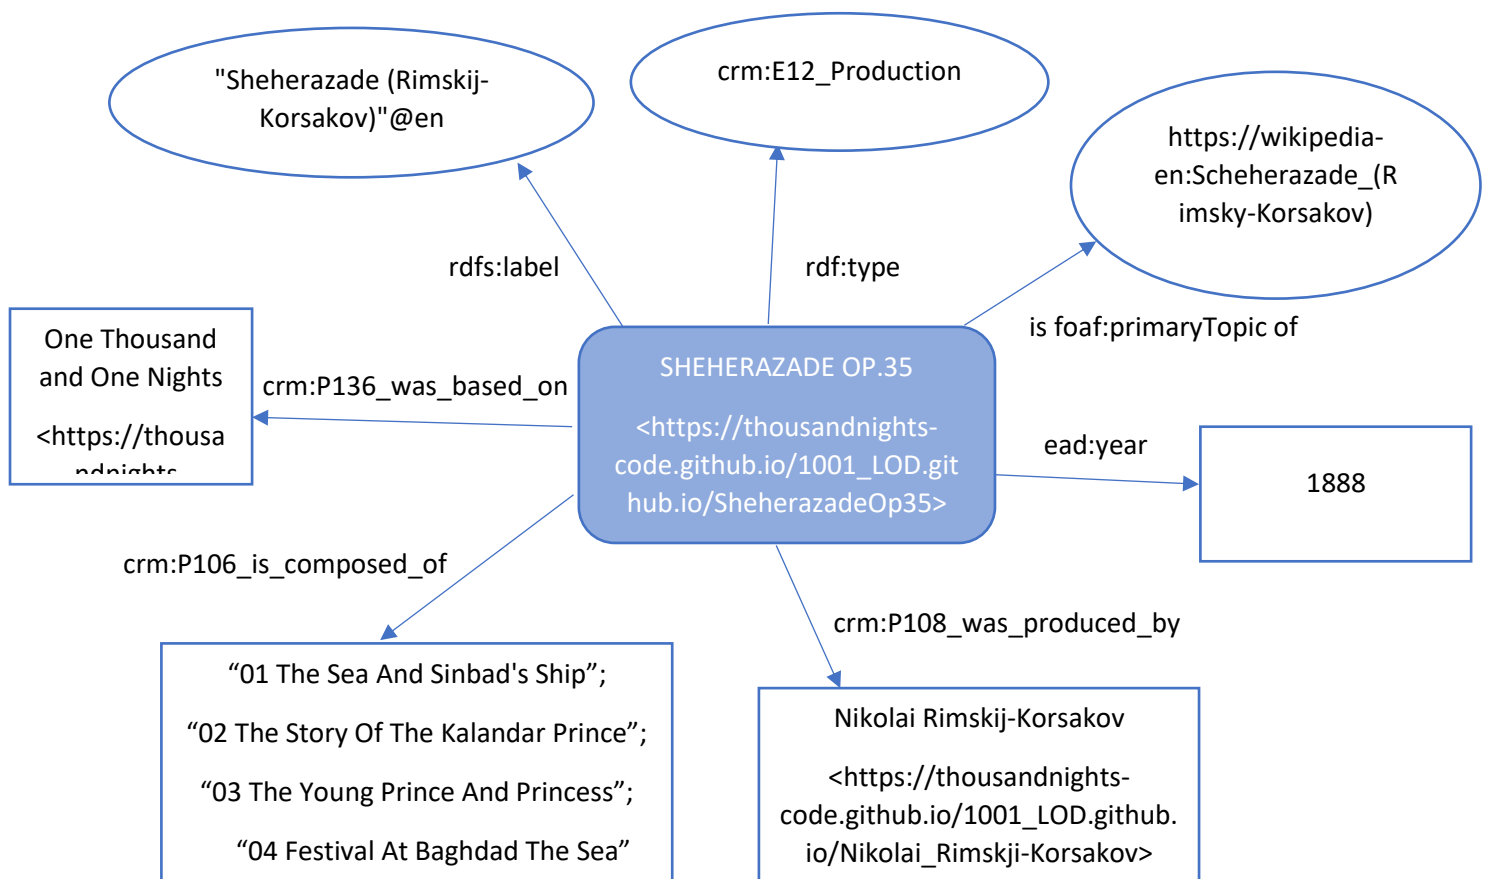 "Sheherazade (Rimskij-
Korsakov)"@en
crm:E12_Production
https://wikipedia-
en:Scheherazade_(R
imsky-Korsakov)
rdfs:label
rdf:type
is foaf:primaryTopic of
One Thousand
and One Nights
<https://thousa
ndnights
crm:P136_was_based_on
SHEHERAZADE OP.35
<https://thousandnights-
code.github.io/1001_LOD.git
hub.io/SheherazadeOp35>
ead:year
1888
crm:P106_is_composed_of
crm:P108_was_produced_by
“01 The Sea And Sinbad's Ship”;
“02 The Story Of The Kalandar Prince”;
“03 The Young Prince And Princess”;
“04 Festival At Baghdad The Sea”
Nikolai Rimskij-Korsakov
<https://thousandnights-
code.github.io/1001_LOD.github.
io/Nikolai_Rimskji-Korsakov>